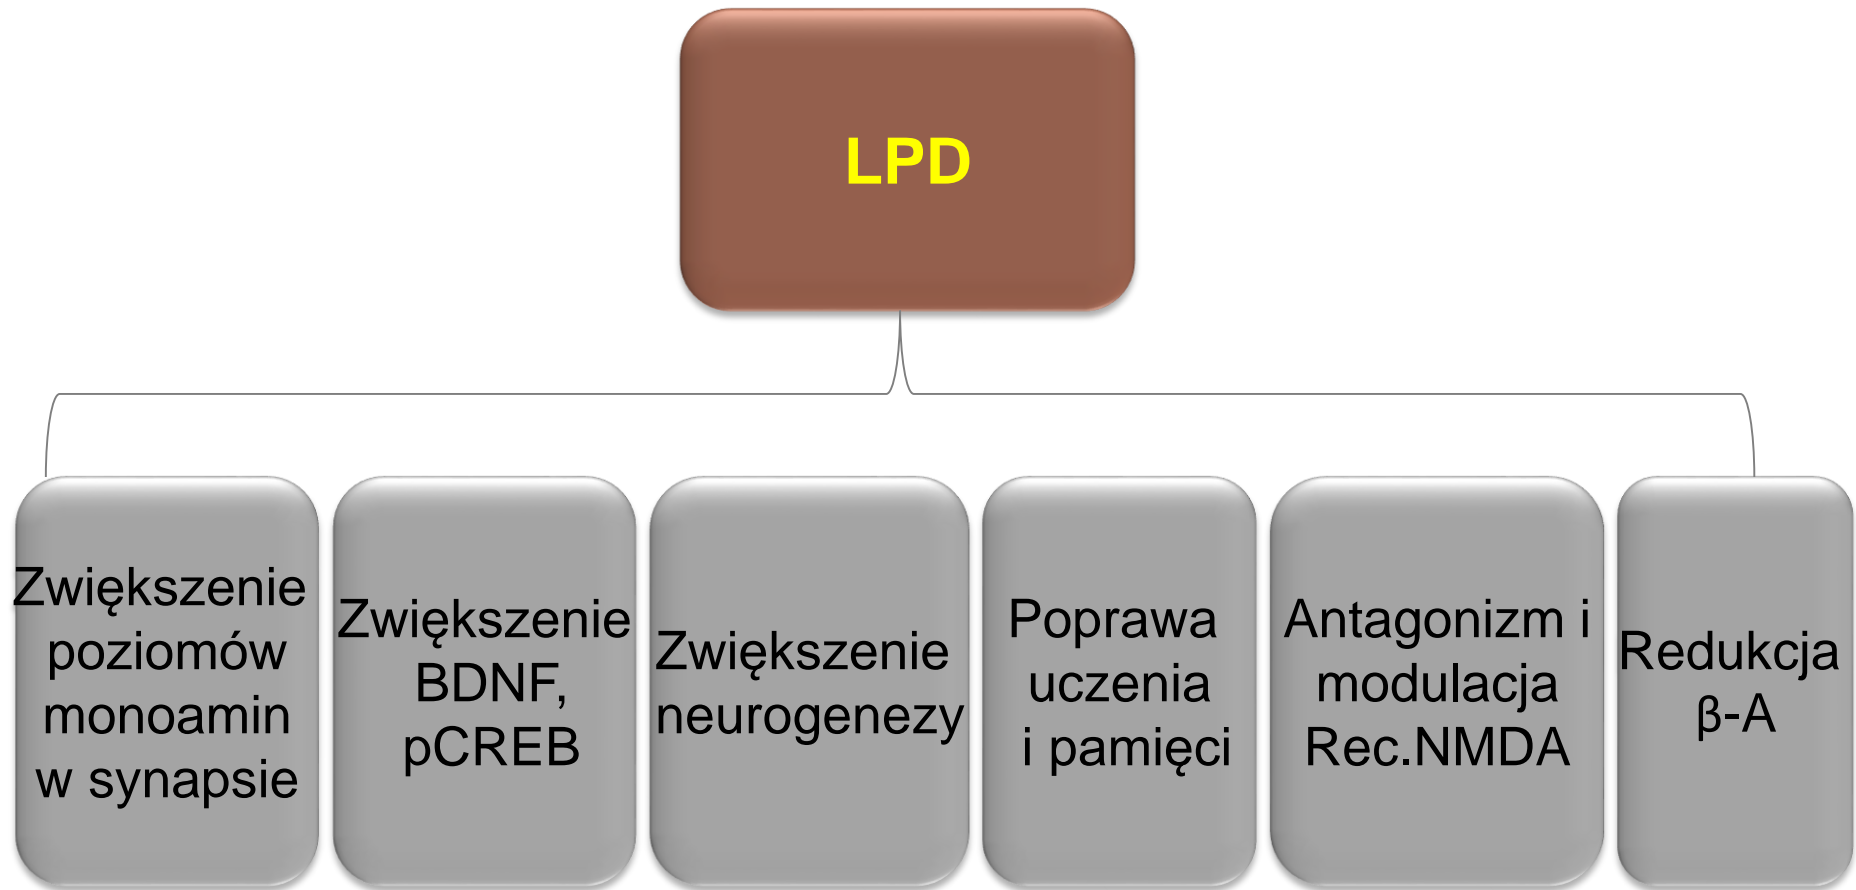 LPD
Zwiększenie
poziomów
monoamin
w synapsie
Zwiększenie
BDNF,
pCREB
Zwiększenie
neurogenezy
Poprawa
uczenia
i pamięci
Antagonizm i
modulacja
Rec.NMDA
Redukcja
β-A